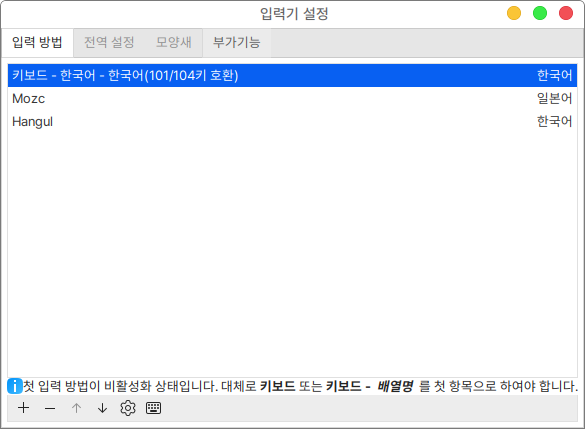 입력기 설정
입력 방법 전역 설정 모양새 부가기능
키보드 - 한국어 - 한국어(101/104키 호환) 한국어
Mozc 일본어
Hangul 한국어
첫 입력 방법이 비활성화 상태입니다. 대체로 키보드 또는 키보드 - 배열명 를 첫 항목으로 하여야 합니다.